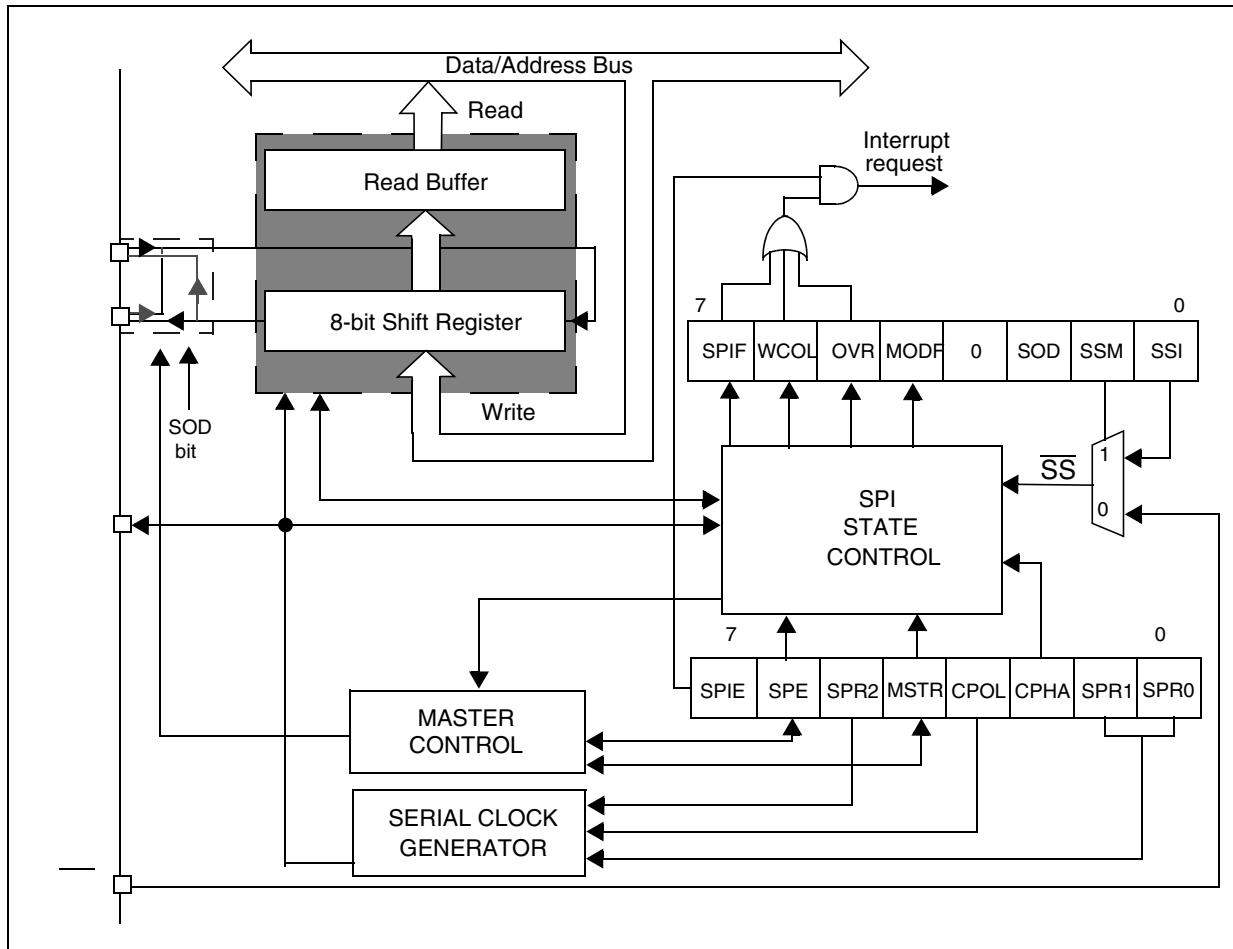 Data/Address Bus
Read
Read Buffer
8-bit Shift Register
Write
SOD
bit
Interrupt
request
7 0
SPIF WCOL OVR MODF 0 SOD SSM SSI
1
SS
0
SPI
STATE
CONTROL
7 0
SPIE SPE SPR2 MSTR CPOL CPHA SPR1 SPR0
MASTER
CONTROL
SERIAL CLOCK
GENERATOR